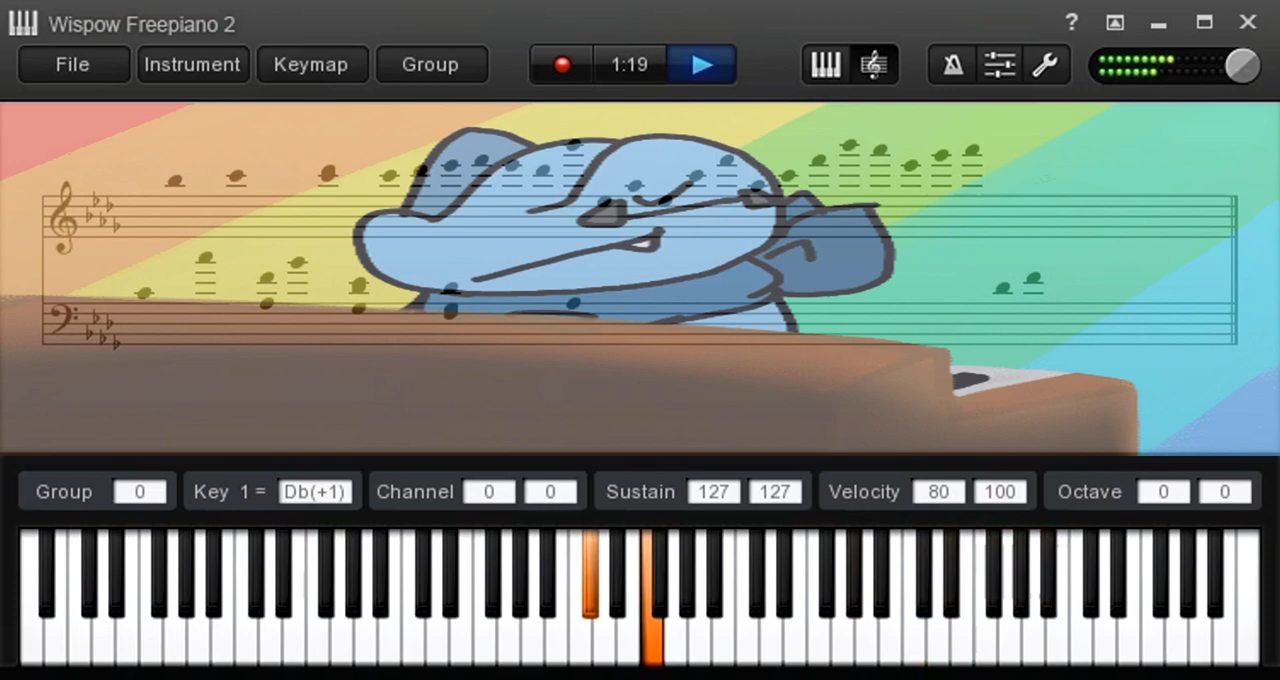 Wispow Freepiano 2
?
File Instrument Keymap Group 1:19
Group 0 Key 1 = Db(+1) Channel 0 0 Sustain 127 127 Velocity 80 100 Octave 0 0